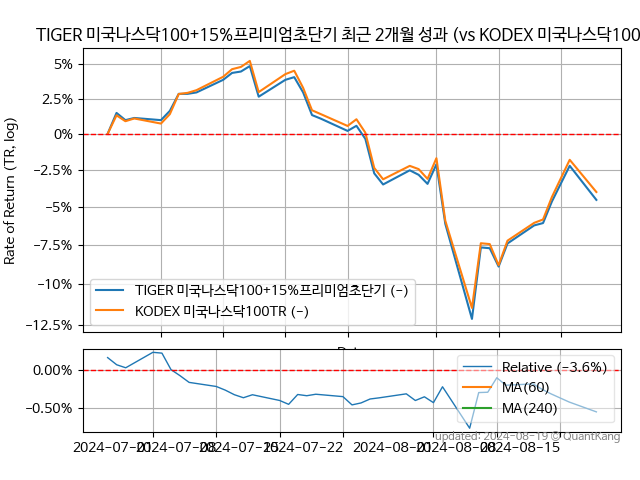 TIGER 미국나스닥100+15%프리미엄초단기 최근 2개월 성과 (vs KODEX 미국나스닥100
Rate of Return (TR, log)
5%
2.5%
0%
−2.5%
−5%
−7.5%
−10%
−12.5%
TIGER 미국나스닥100+15%프리미엄초단기 (−)
KODEX 미국나스닥100TR (−)
0.00%
−0.50%
Relative (−3.6%)
MA(60)
MA(240)
updated: 2024-08-19 © QuantKang
2024-07-01 2024-07-08 2024-07-15 2024-07-22 2024-08-01 2024-08-08 2024-08-15